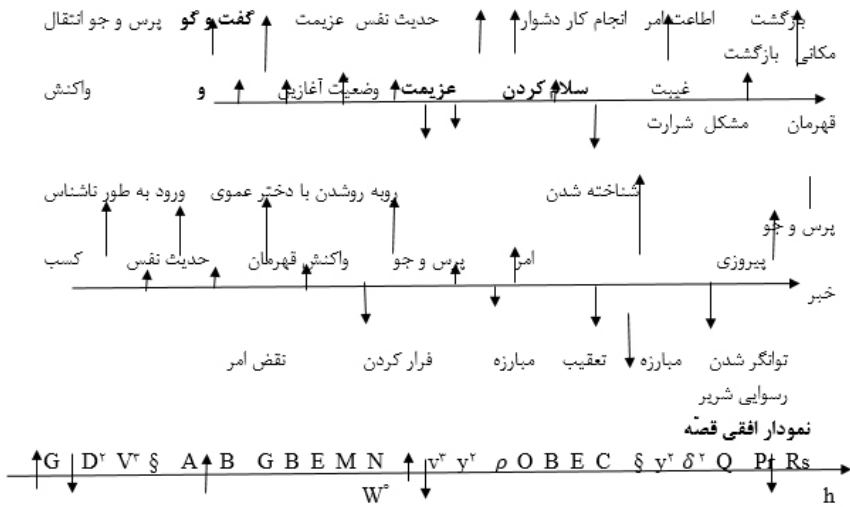 بازگشت اطاعت امر انجام کار دشوار حدیث نفس عزیمت گفت و گو پرس و جو انتقال
مکانی بازگشت
غیبت سلام کردن عزیمت وضعیت آغازین و واکنش
قهرمان مشکل شرارت
شناخته شدن روبه روشدن با دختر عموی ورود به طور ناشناس
پرس و جو
پیروزی امر پرس و جو واکنش قهرمان حدیث نفس کسب
خبر
توانگر شدن مبارزه تعقیب مبارزه فرار کردن نقض امر
رسوایی شریر
نمودار افقی قصّه
G D² V³ § A B G B E M N v³ y² ρ O B E C § y² δ² Q Pr Rs
W° h